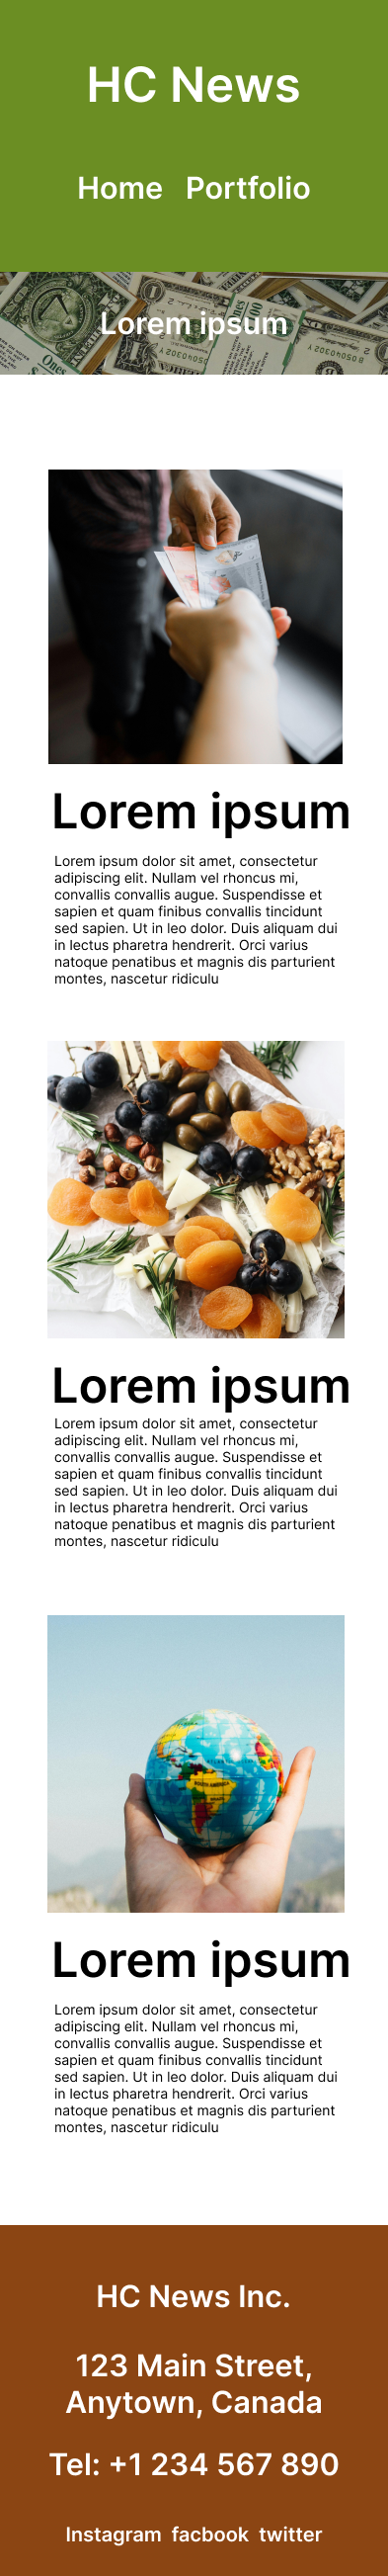 HC News
Home Portfolio
Lorem ipsum
Ones
Lorem ipsum
Lorem ipsum dolor sit amet, consectetur
adipiscing elit. Nullam vel rhoncus mi,
convallis convallis augue. Suspendisse et
sapien et quam finibus convallis tincidunt
sed sapien. Ut in leo dolor. Duis aliquam dui
in lectus pharetra hendrerit. Orci varius
natoque penatibus et magnis dis parturient
montes, nascetur ridiculu
Lorem ipsum
Lorem ipsum dolor sit amet, consectetur
adipiscing elit. Nullam vel rhoncus mi,
convallis convallis augue. Suspendisse et
sapien et quam finibus convallis tincidunt
sed sapien. Ut in leo dolor. Duis aliquam dui
in lectus pharetra hendrerit. Orci varius
natoque penatibus et magnis dis parturient
montes, nascetur ridiculu
SOUTH AMERICA
Lorem ipsum
Lorem ipsum dolor sit amet, consectetur
adipiscing elit. Nullam vel rhoncus mi,
convallis convallis augue. Suspendisse et
sapien et quam finibus convallis tincidunt
sed sapien. Ut in leo dolor. Duis aliquam dui
in lectus pharetra hendrerit. Orci varius
natoque penatibus et magnis dis parturient
montes, nascetur ridiculu
HC News Inc.
123 Main Street,
Anytown, Canada
Tel: +1 234 567 890
Instagram facbook twitter